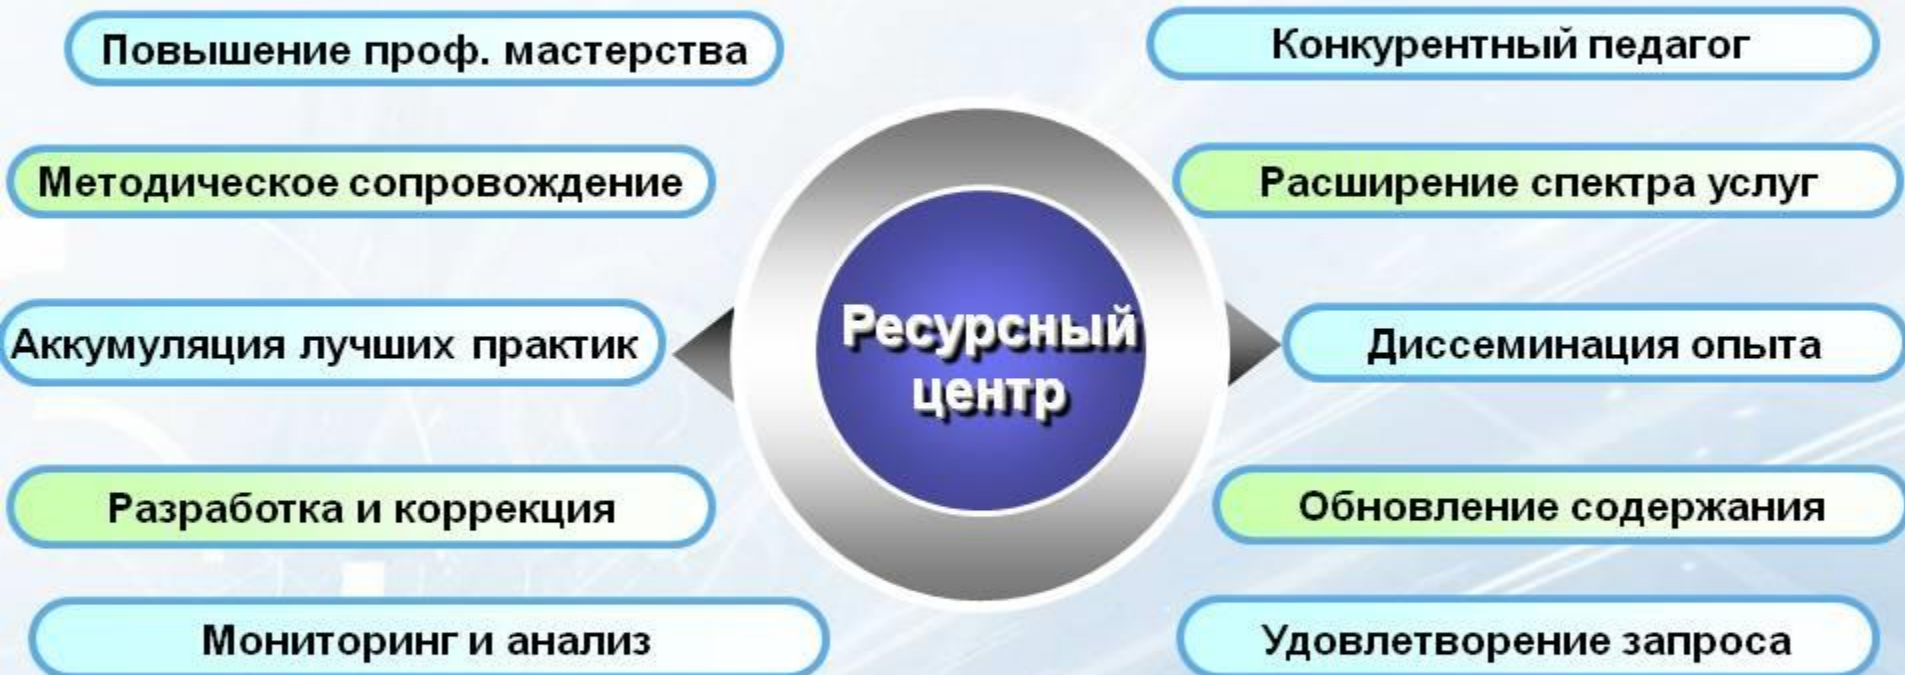 Повышение проф. мастерства
Конкурентный педагог
Методическое сопровождение
Расширение спектра услуг
Ресурсный
центр
Аккумуляция лучших практик
Диссеминация опыта
Разработка и коррекция
Обновление содержания
Мониторинг и анализ
Удовлетворение запроса